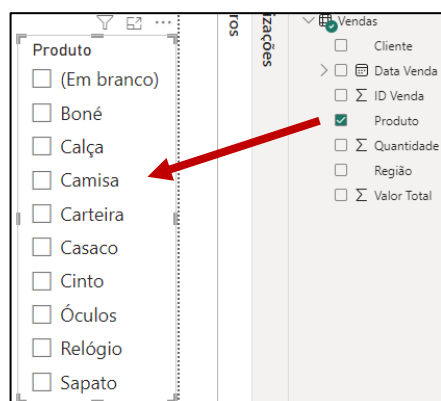 Produto
(Em branco)
Boné
Calça
Camisa
Carteira
Casaco
Cinto
Óculos
Relógio
Sapato
ros
izações
Vendas
Cliente
Data Venda
Σ ID Venda
Produto
Σ Quantidade
Região
Σ Valor Total